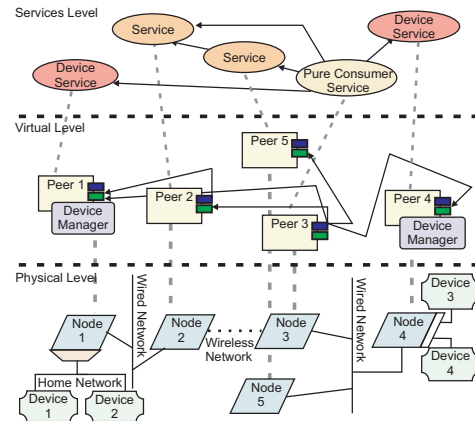 Services Level
Service
Device
Service
Service
Device Service
Pure Consumer
Service
Virtual Level
Peer 5
Peer 1
Device
Manager
Peer 2
Peer 3
Peer 4
Device
Manager
Physical Level
Wired Network
Wired Network
Device
3
Node
1
Node
2
Wireless
Network
Node
3
Node
4
Home Network
Device
1
Device
2
Node
5
Device
4